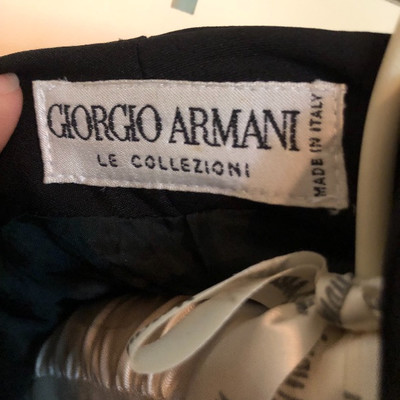 GIORGIO ARMANI
LE COLLEZIONI
MADE IN ITALY